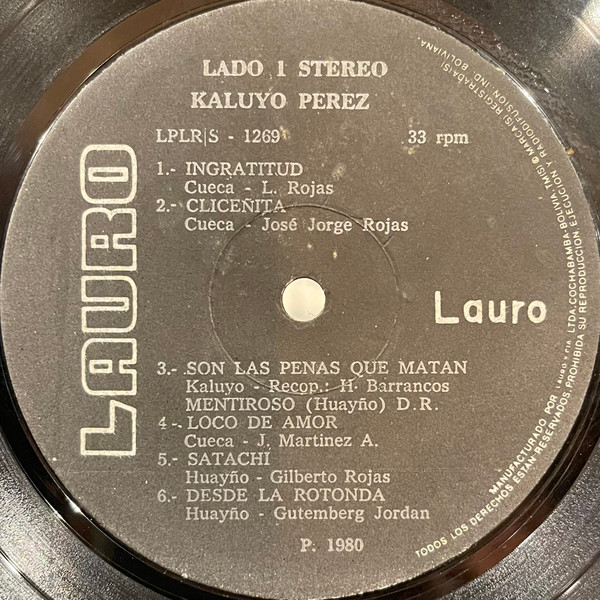 LADO 1 STEREO
KALUYO PEREZ
LPLR|S - 1269 33 rpm
1.- INGRATITUD
Cueca - L. Rojas
2.- CLICEÑITA
Cueca - José Jorge Rojas
LAURO
Lauro
3.- SON LAS PENAS QUE MATAN
Kaluyo - Recop.: H. Barrancos
MENTIROSO (Huayño) D.R.
4.- LOCO DE AMOR
Cueca - J. Martinez A.
5.- SATACHI
Huayño - Gilberto Rojas
6.- DESDE LA ROTONDA
Huayño - Gutemberg Jordan
P. 1980
MANUFACTURADO POR LAURO Y CIA. LTDA. COCHABAMBA-BOLIVIA. MARCA(S) REGISTRADA(S) IND. BOLIVIANA.
TODOS LOS DERECHOS ESTAN RESERVADOS. PROHIBIDA SU REPRODUCCION, EJECUCION Y RADIODIFUSION